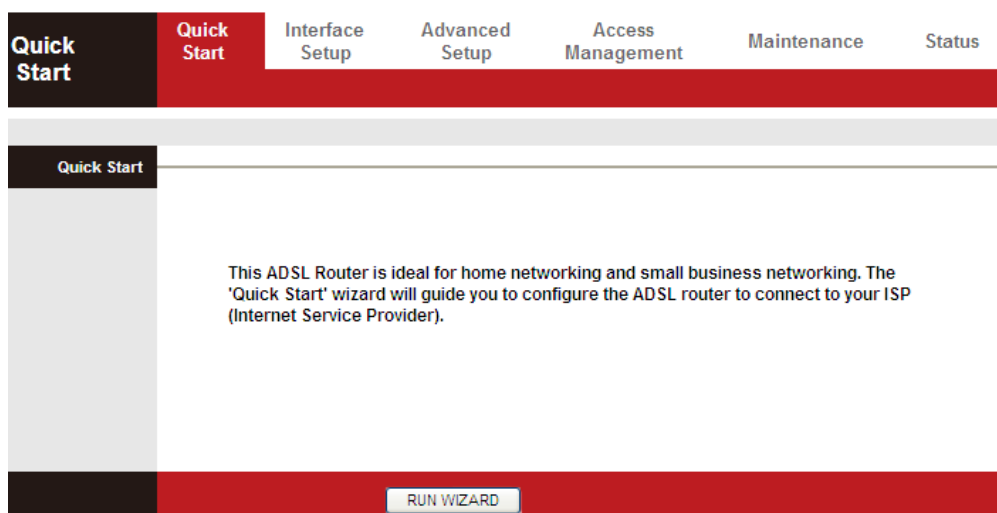 Quick
Start
Quick
Start
Interface
Setup
Advanced
Setup
Access
Management
Maintenance
Status
Quick Start
This ADSL Router is ideal for home networking and small business networking. The
'Quick Start' wizard will guide you to configure the ADSL router to connect to your ISP
(Internet Service Provider).
RUN WIZARD